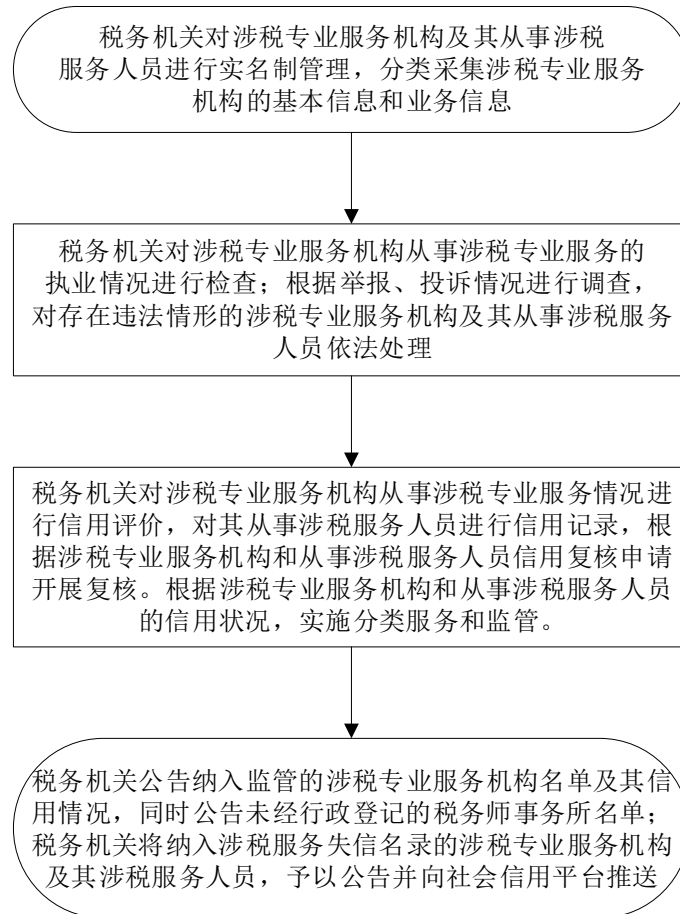 税务机关对涉税专业服务机构及其从事涉税
服务人员进行实名制管理，分类采集涉税专业服务
机构的基本信息和业务信息
税务机关对涉税专业服务机构从事涉税专业服务的
执业情况进行检查；根据举报、投诉情况进行调查，
对存在违法情形的涉税专业服务机构及其从事涉税服务
人员依法处理
税务机关对涉税专业服务机构从事涉税专业服务情况进
行信用评价，对其从事涉税服务人员进行信用记录，根
据涉税专业服务机构和从事涉税服务人员信用复核申请
开展复核。根据涉税专业服务机构和从事涉税服务人员
的信用状况，实施分类服务和监管。
税务机关公告纳入监管的涉税专业服务机构名单及其信
用情况，同时公告未经行政登记的税务师事务所名单；
税务机关将纳入涉税服务失信名录的涉税专业服务机构
及其涉税服务人员，予以公告并向社会信用平台推送